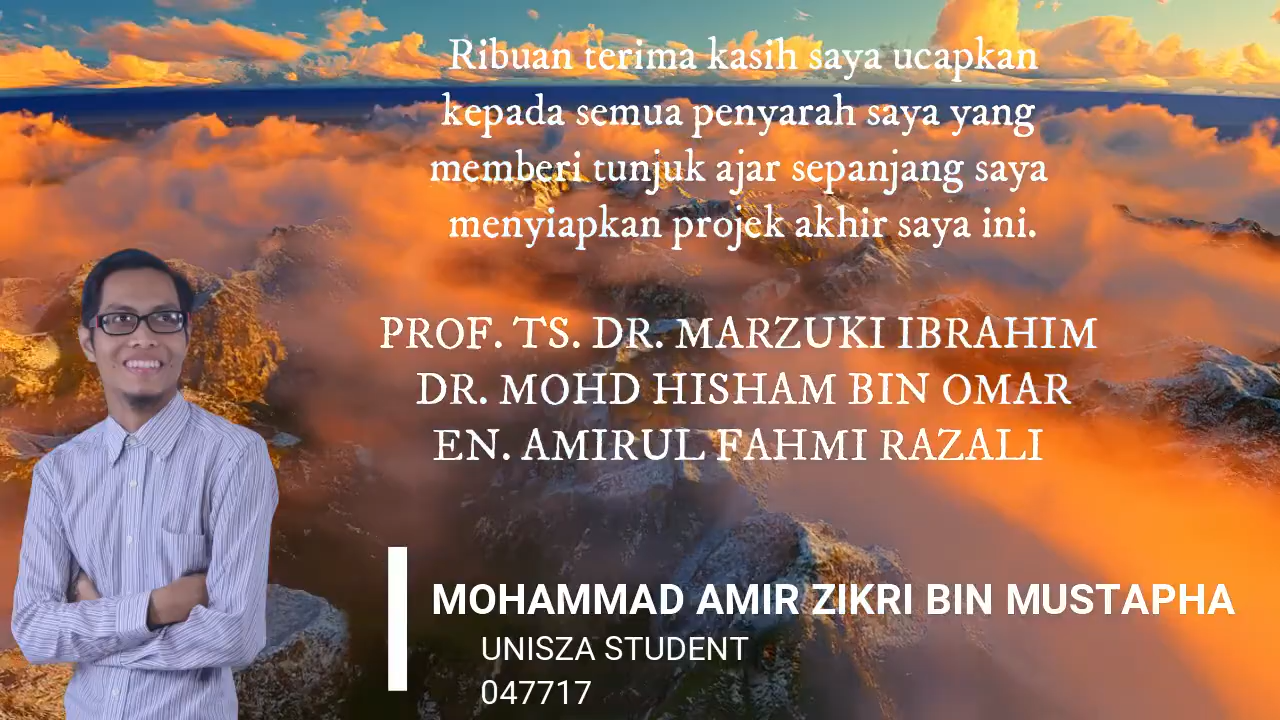 Ribuan terima kasih saya ucapkan
kepada semua penyarah saya yang
memberi tunjuk ajar sepanjang saya
menyiapkan projek akhir saya ini.
PROF. TS. DR. MARZUKI IBRAHIM
DR. MOHD HISHAM BIN OMAR
EN. AMIRUL FAHMI RAZALI
MOHAMMAD AMIR ZIKRI BIN MUSTAPHA
UNISZA STUDENT
047717